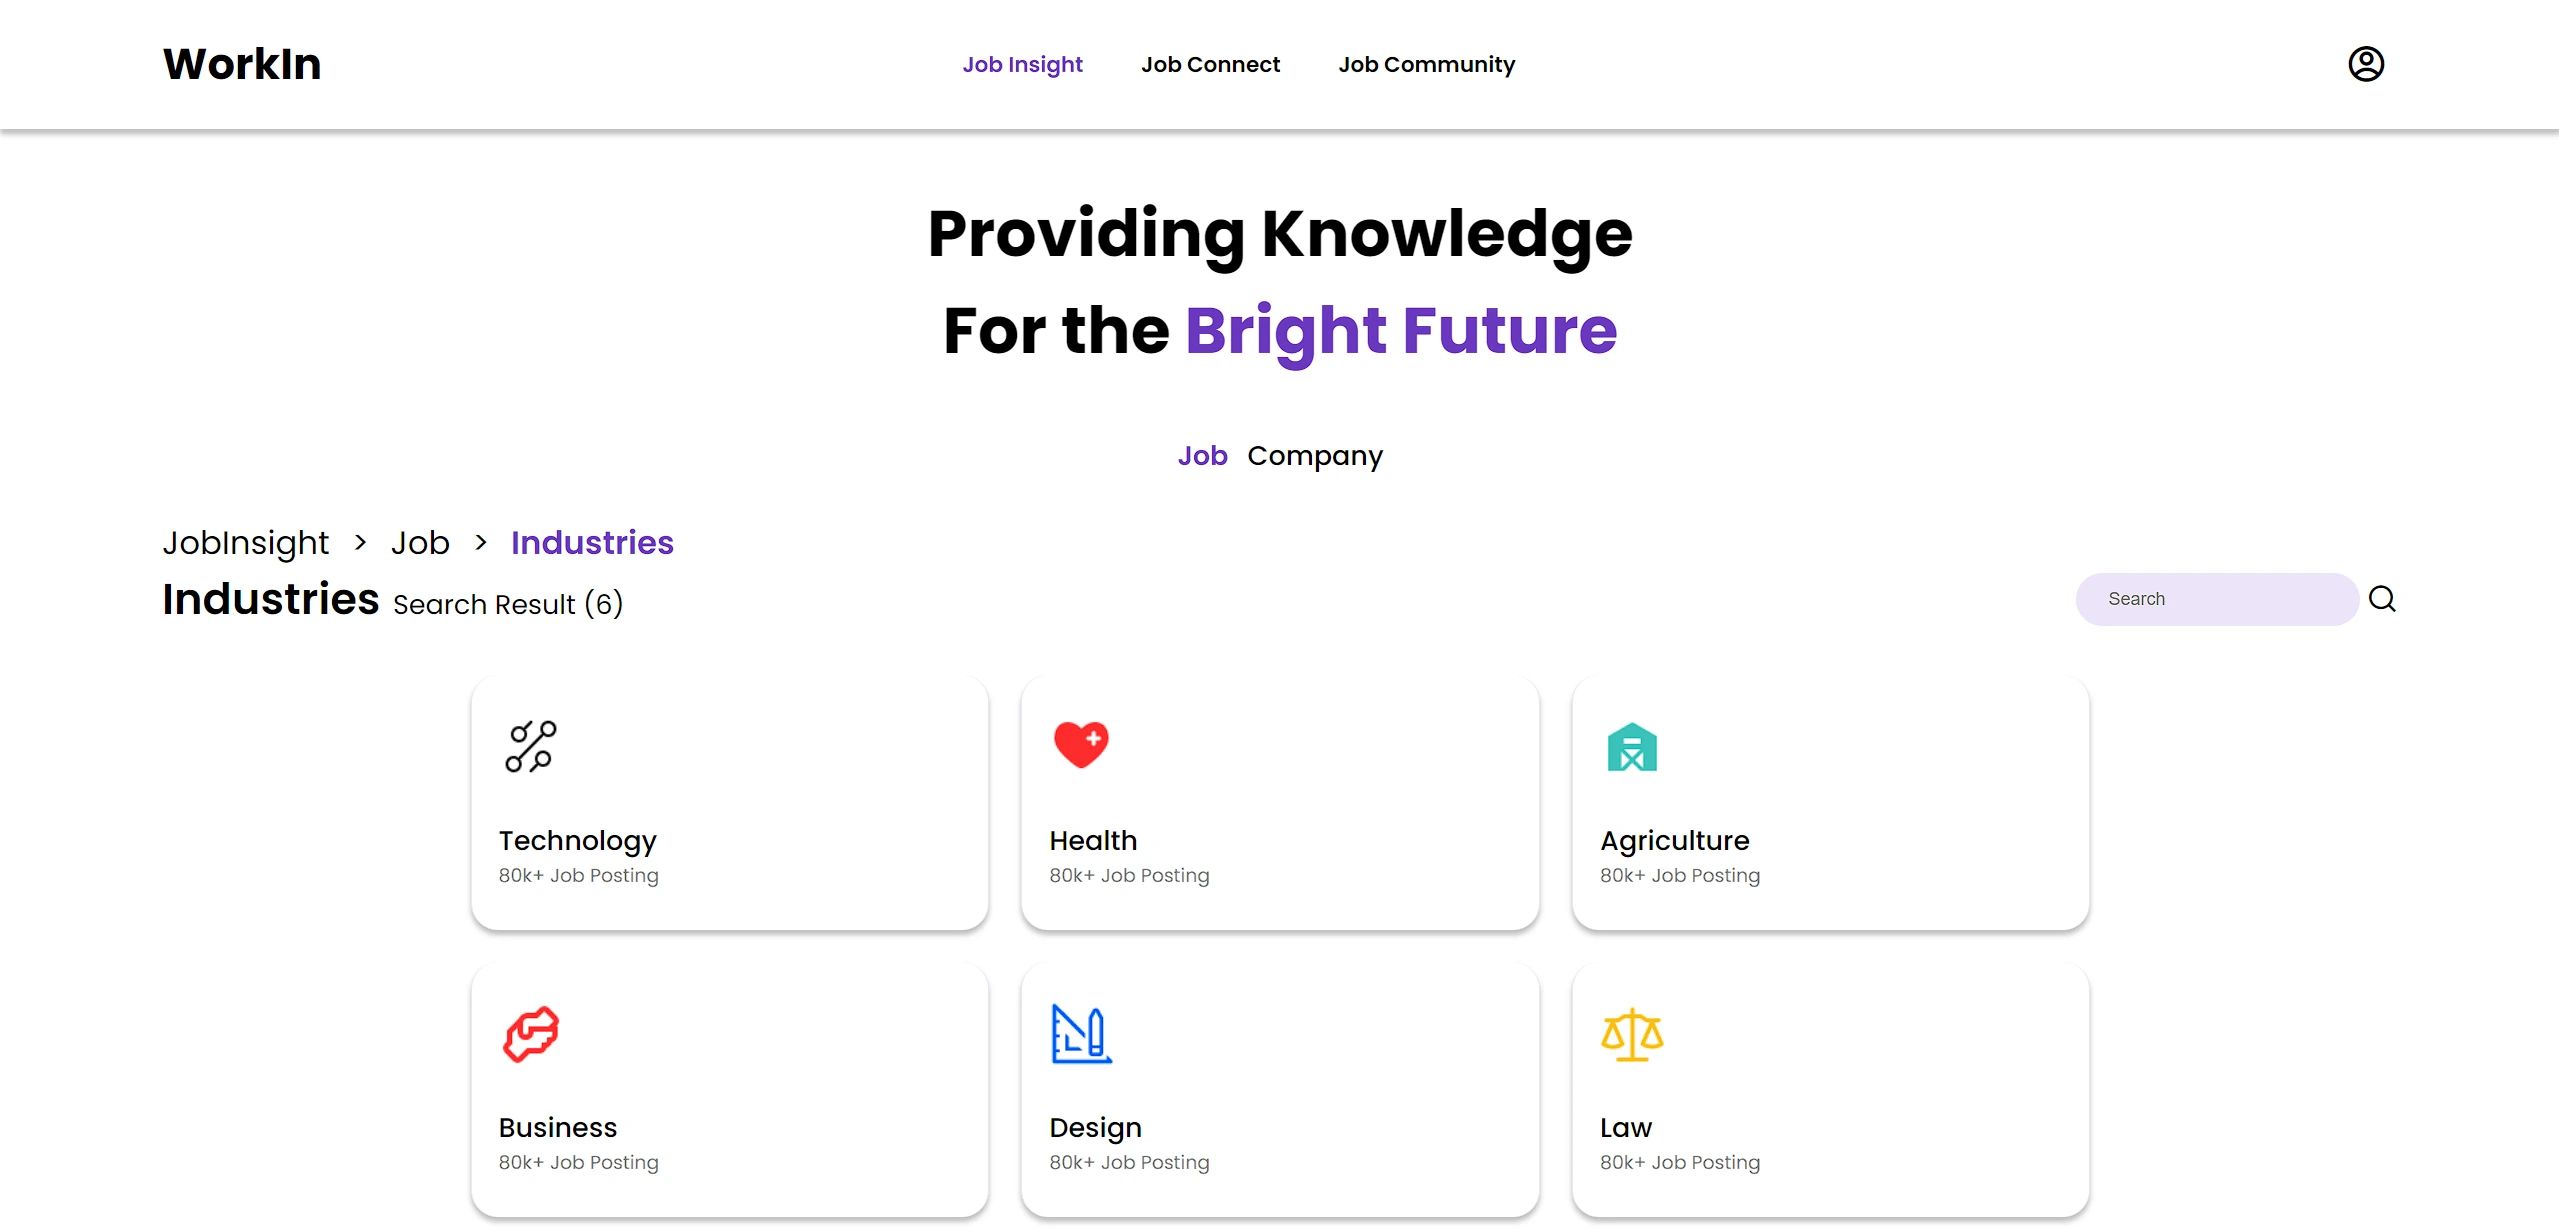 WorkIn
Job Insight Job Connect Job Community
Providing Knowledge
For the Bright Future
Job Company
JobInsight > Job > Industries
Industries Search Result (6)
Search
Technology
80k+ Job Posting
Health
80k+ Job Posting
Agriculture
80k+ Job Posting
Business
80k+ Job Posting
Design
80k+ Job Posting
Law
80k+ Job Posting